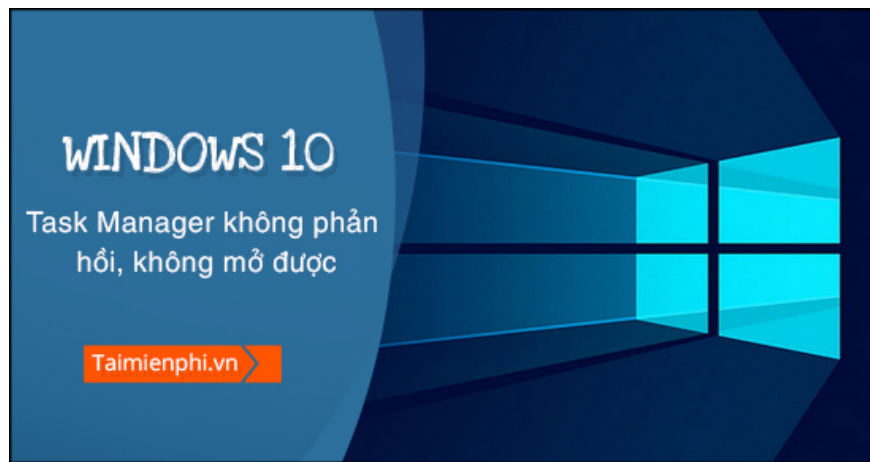 WINDOWS 10
Task Manager không phản
hồi, không mở được
Taimienphi.vn